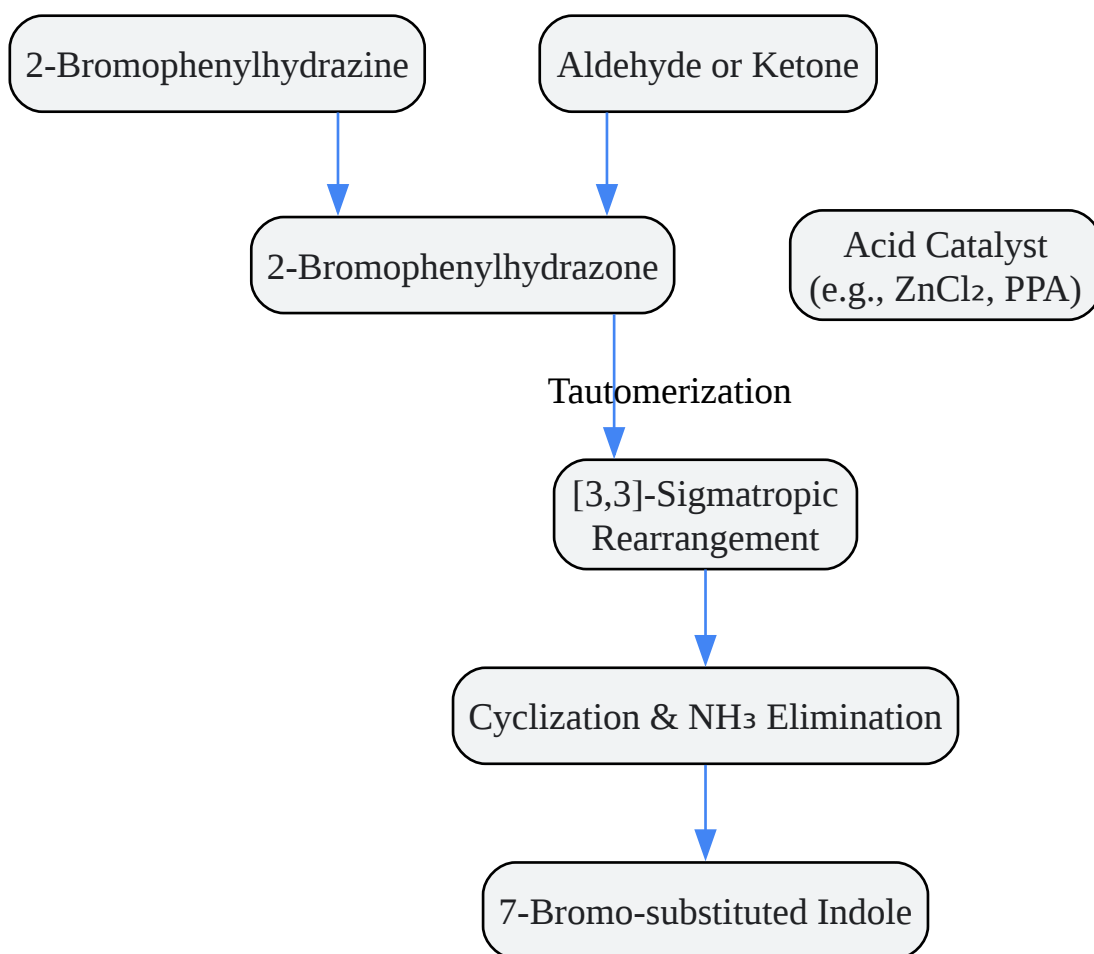 2-Bromophenylhydrazine
Aldehyde or Ketone
2-Bromophenylhydrazone
Acid Catalyst
(e.g., ZnCl₂, PPA)
Tautomerization
[3,3]-Sigmatropic
Rearrangement
Cyclization & NH₃ Elimination
7-Bromo-substituted Indole